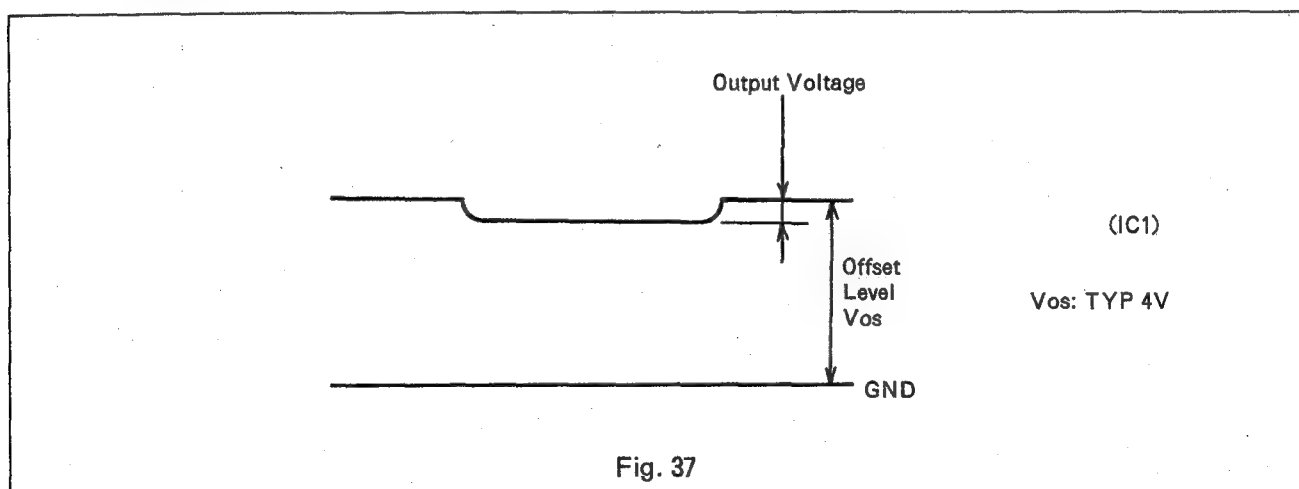 Output Voltage
(IC1)
Offset
Level
Vos
Vos: TYP 4V
GND
Fig. 37